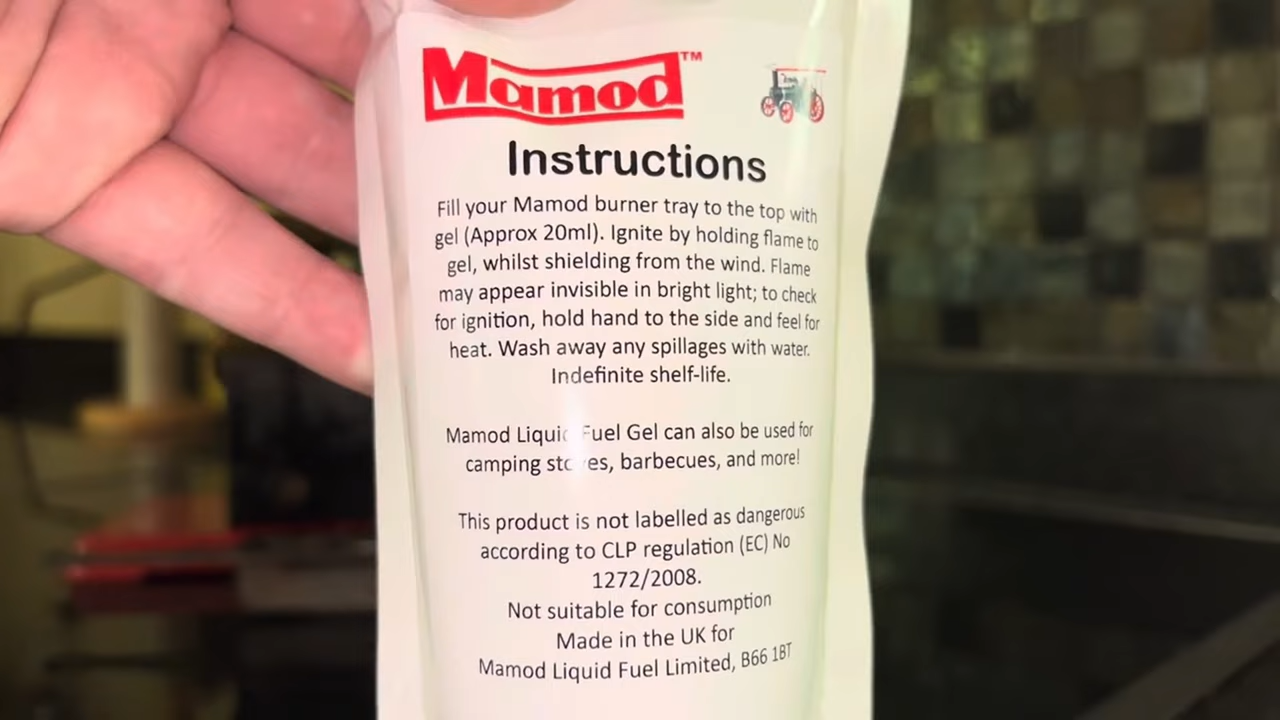 Mamod™
Instructions
Fill your Mamod burner tray to the top with
gel (Approx 20ml). Ignite by holding flame to
gel, whilst shielding from the wind. Flame
may appear invisible in bright light; to check
for ignition, hold hand to the side and feel for
heat. Wash away any spillages with water.
Indefinite shelf-life.
Mamod Liquid Fuel Gel can also be used for
camping stoves, barbecues, and more!
This product is not labelled as dangerous
according to CLP regulation (EC) No
1272/2008.
Not suitable for consumption
Made in the UK for
Mamod Liquid Fuel Limited, B66 1BT